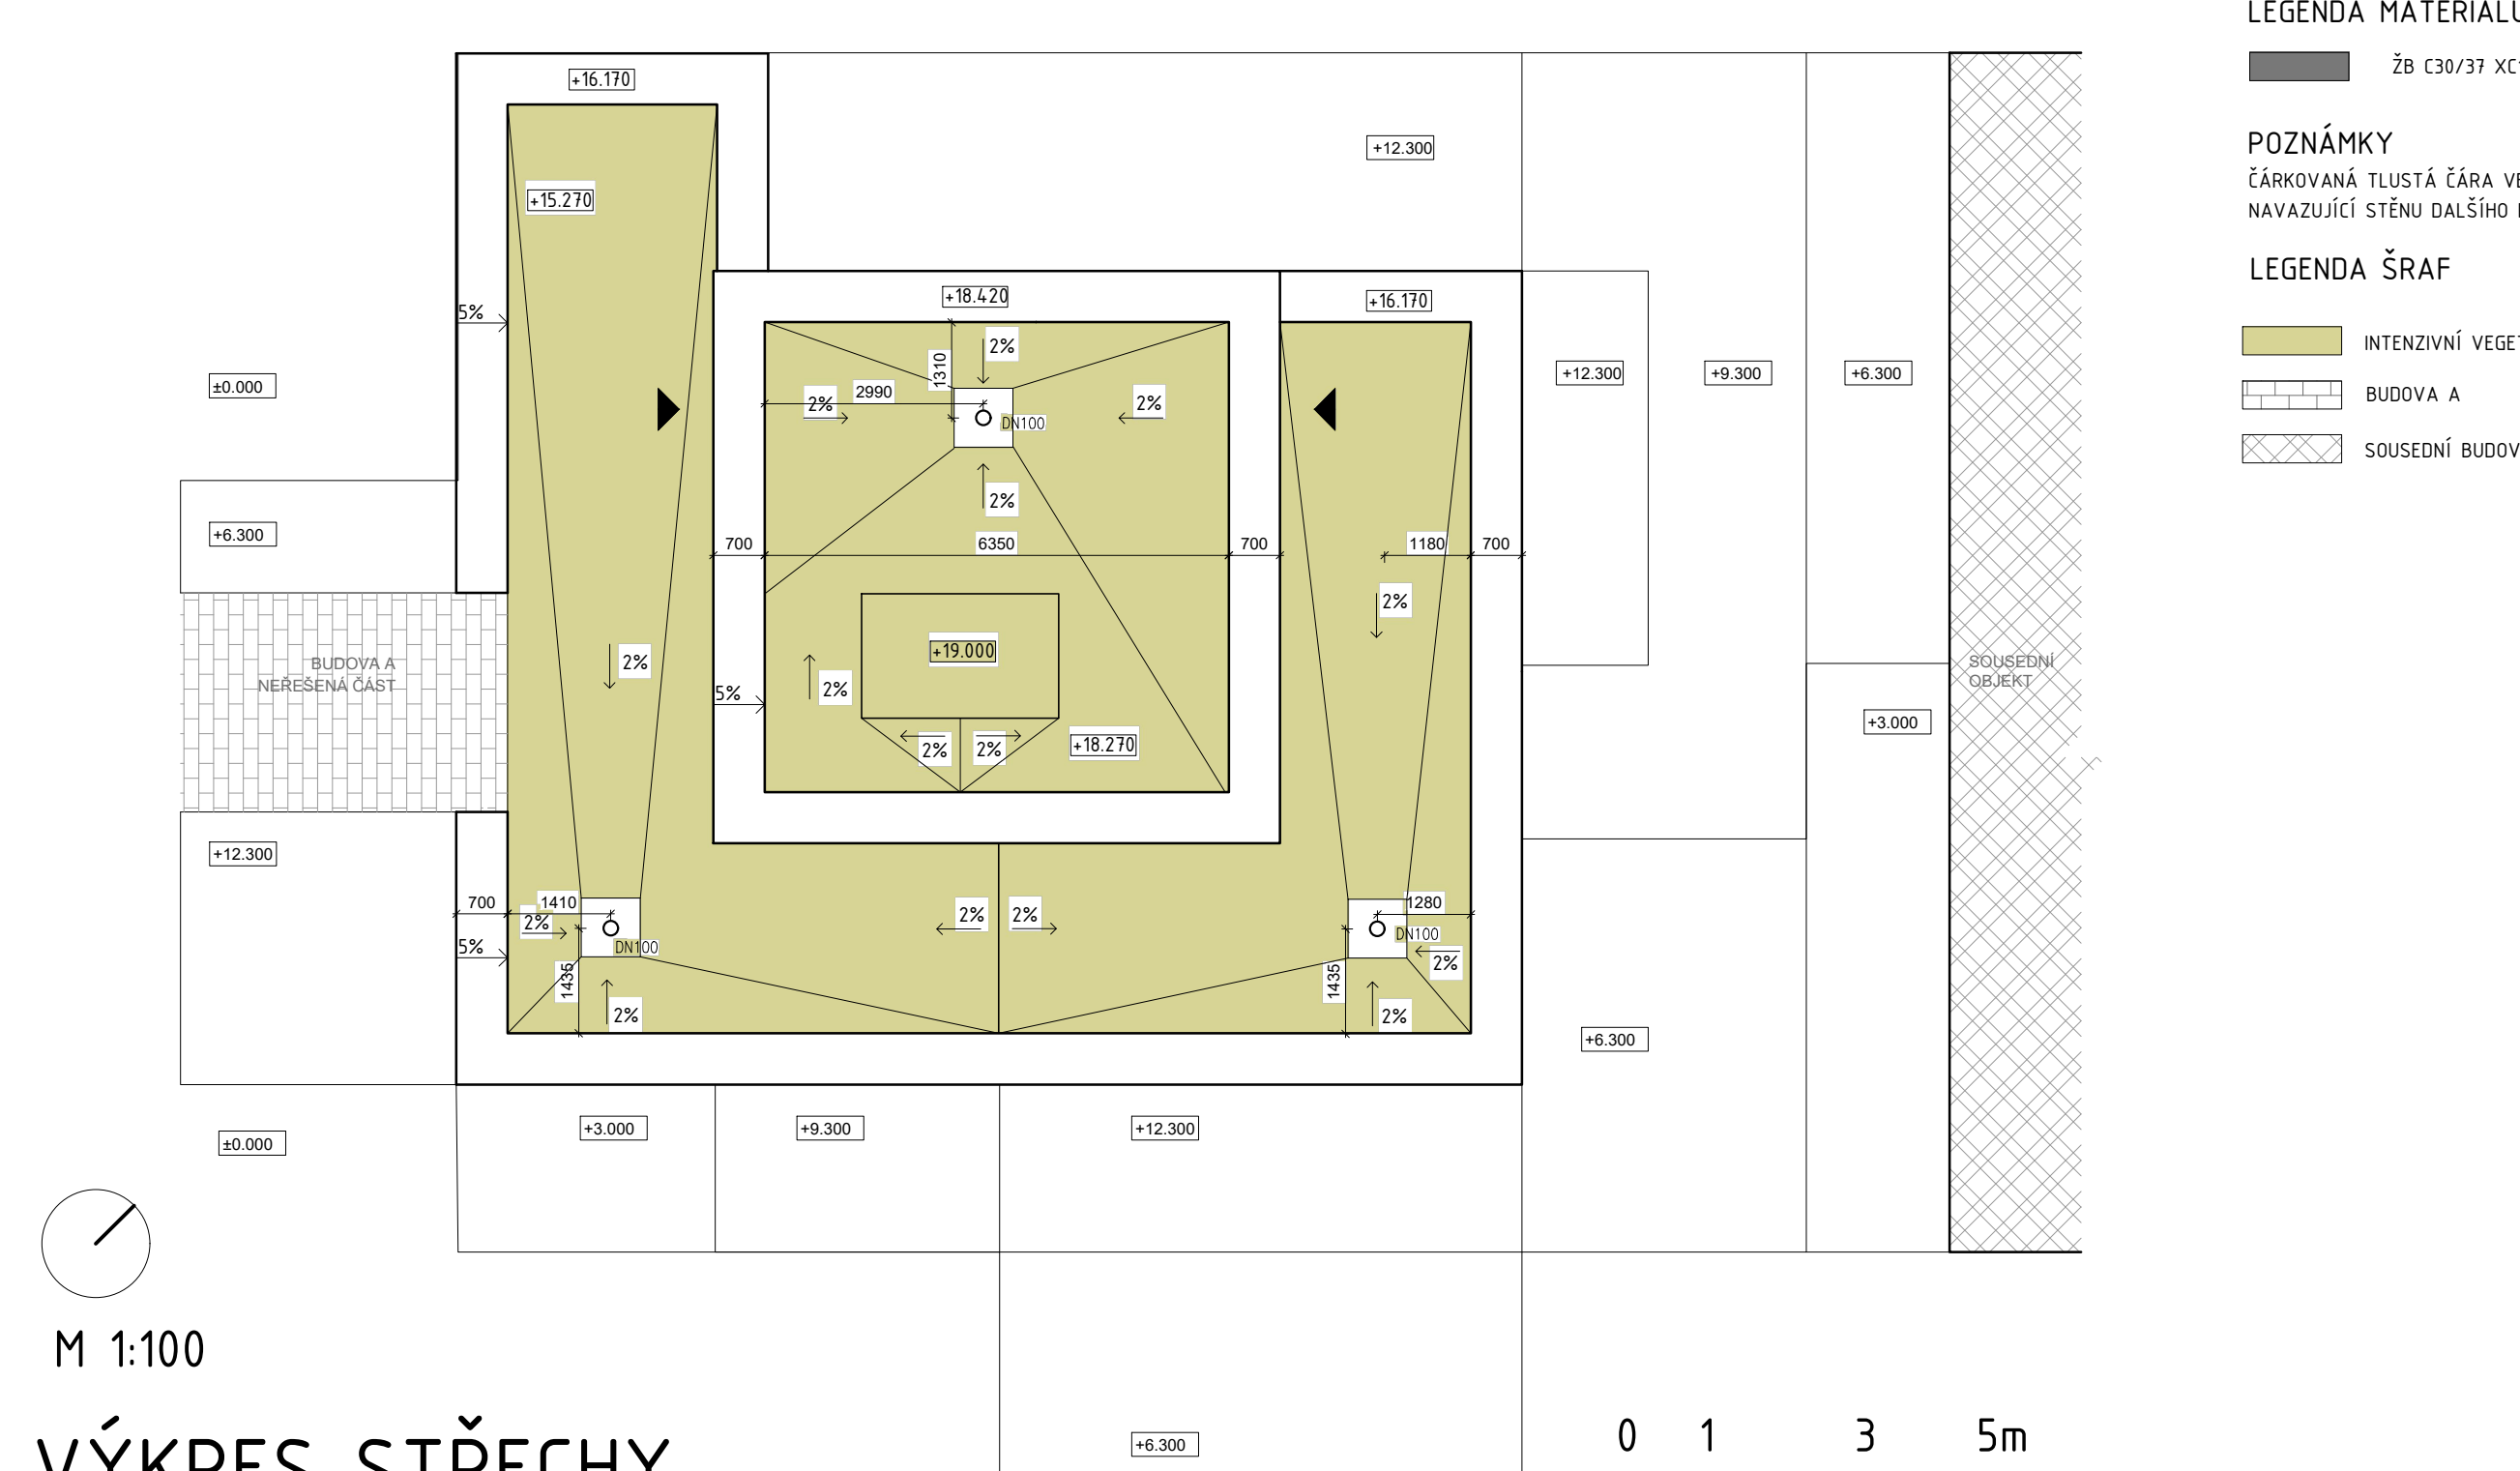 LEGENDA MATERIÁLU
ŽB C30/37
POZNÁMKY
ČÁRKOVANÁ TLUSTÁ ČÁRA
NAVAZUJÍCÍ STĚNU DALŠÍHO
LEGENDA ŠRAF
INTENZIVNÍ
BUDOVA A
SOUSEDNÍ
+16.170
+12.300
+15.270
+18.420
+16.170
5%
1310
2%
±0.000
2990
2%
2%
+12.300
+9.300
+6.300
DN100
2%
+6.300
700
6350
700
1180
700
2%
BUDOVA A
NEŘEŠENÁ ČÁST
2%
+19.000
SOUSEDNÍ
OBJEKT
5%
2%
2%
2%
+18.270
+3.000
+12.300
700
1410
2%
2%
2%
1280
5%
DN100
DN100
2%
1435
2%
1435
2%
+6.300
+3.000
+9.300
+12.300
±0.000
M 1:100
0 1 3 5m
+6.300
VÝKRES STŘECHY